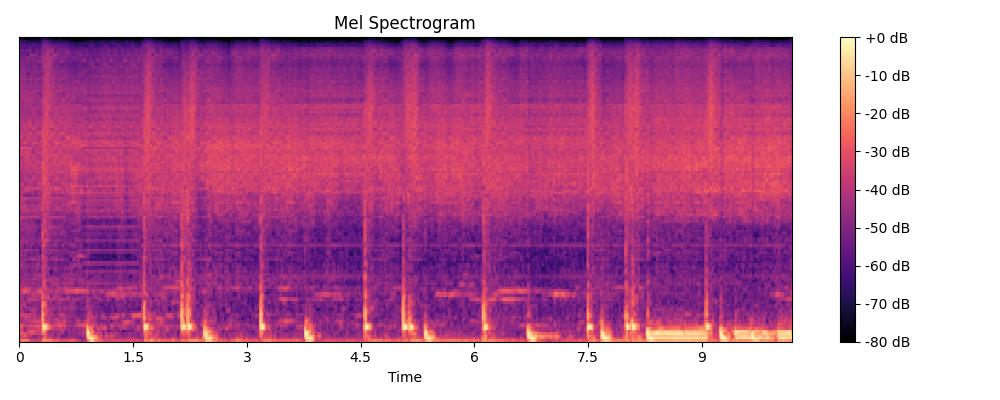 Mel Spectrogram
+0 dB
-10 dB
-20 dB
-30 dB
-40 dB
-50 dB
-60 dB
-70 dB
-80 dB
0 1.5 3 4.5 6 7.5 9
Time